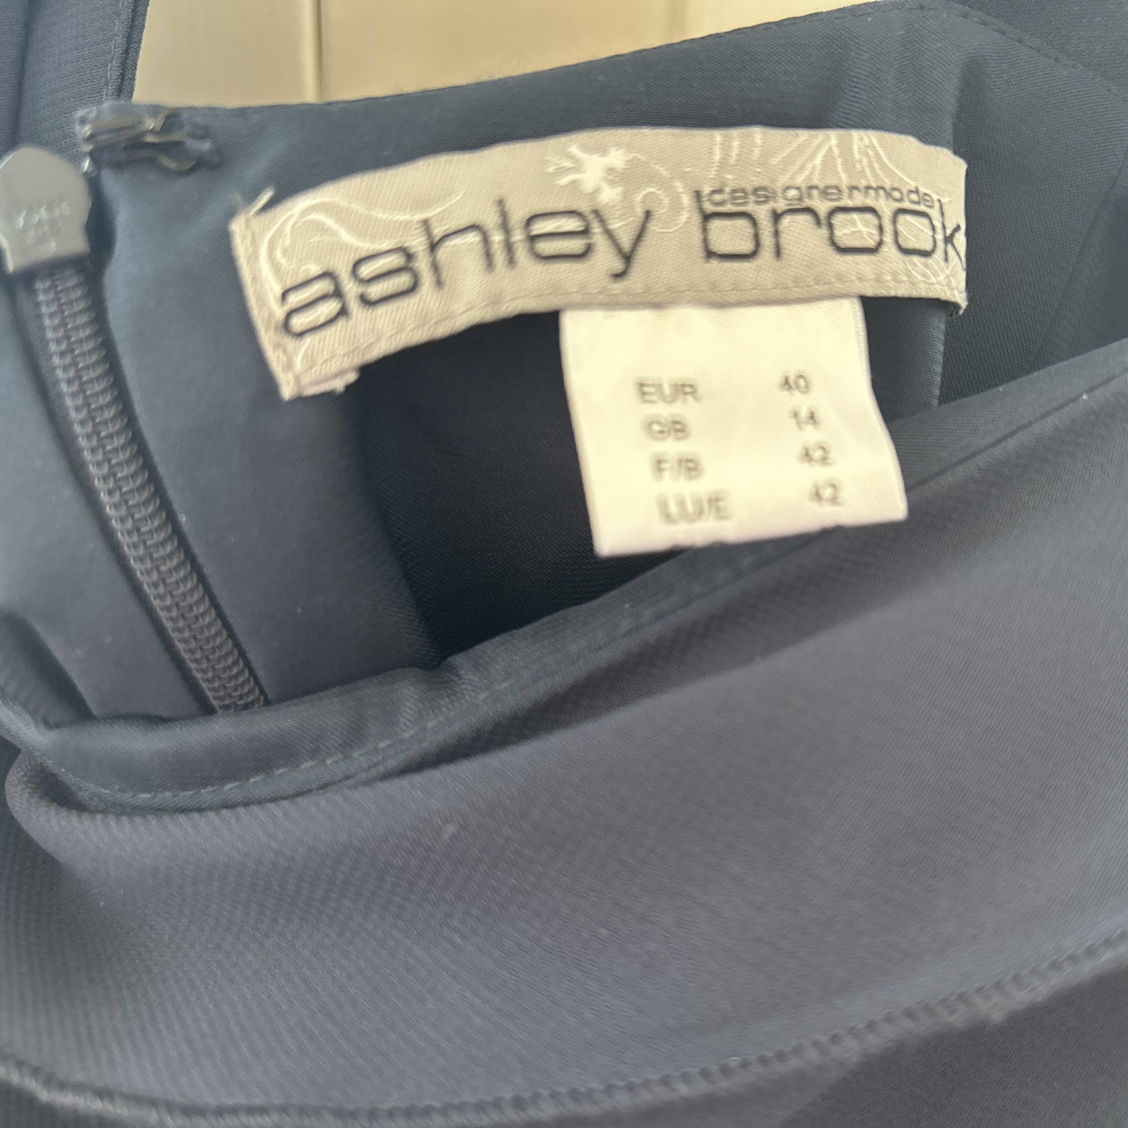 designermode
ashley brook
EUR 40
GB 14
F/B 42
LU/E 42